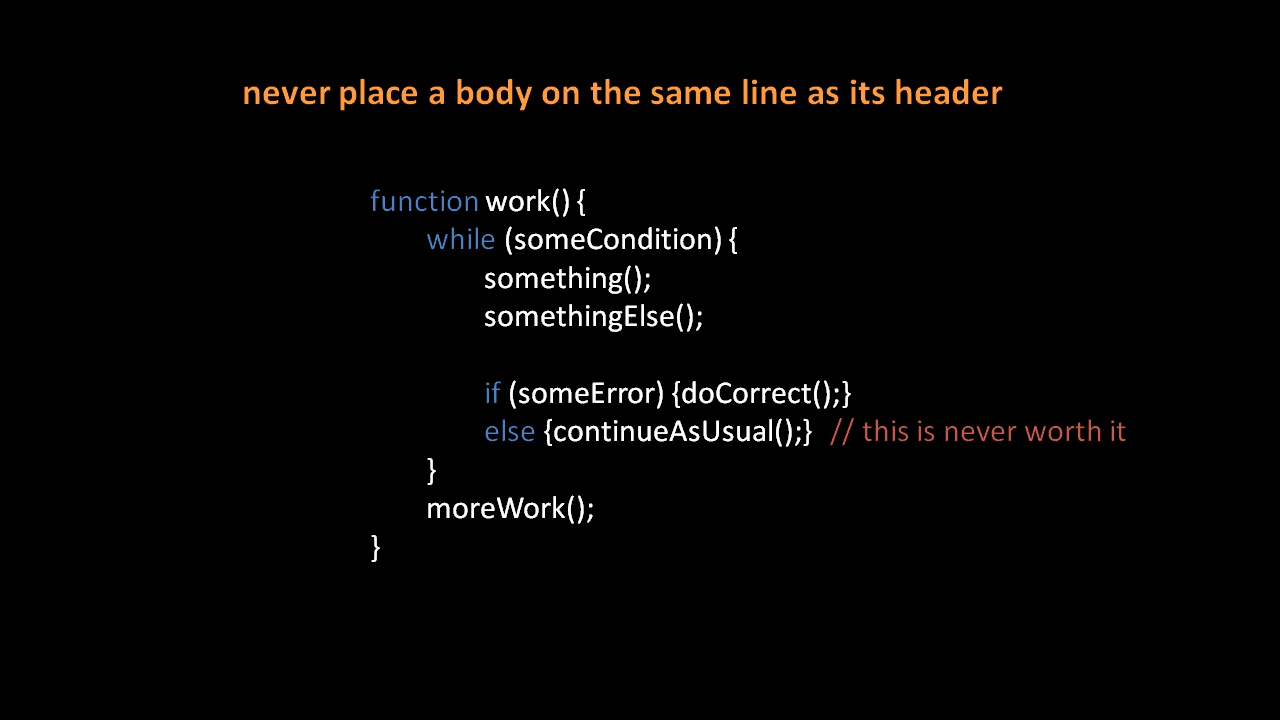 never place a body on the same line as its header
function work() {
while (someCondition) {
something();
somethingElse();
if (someError) {doCorrect();}
else {continueAsUsual();} // this is never worth it
}
moreWork();
}